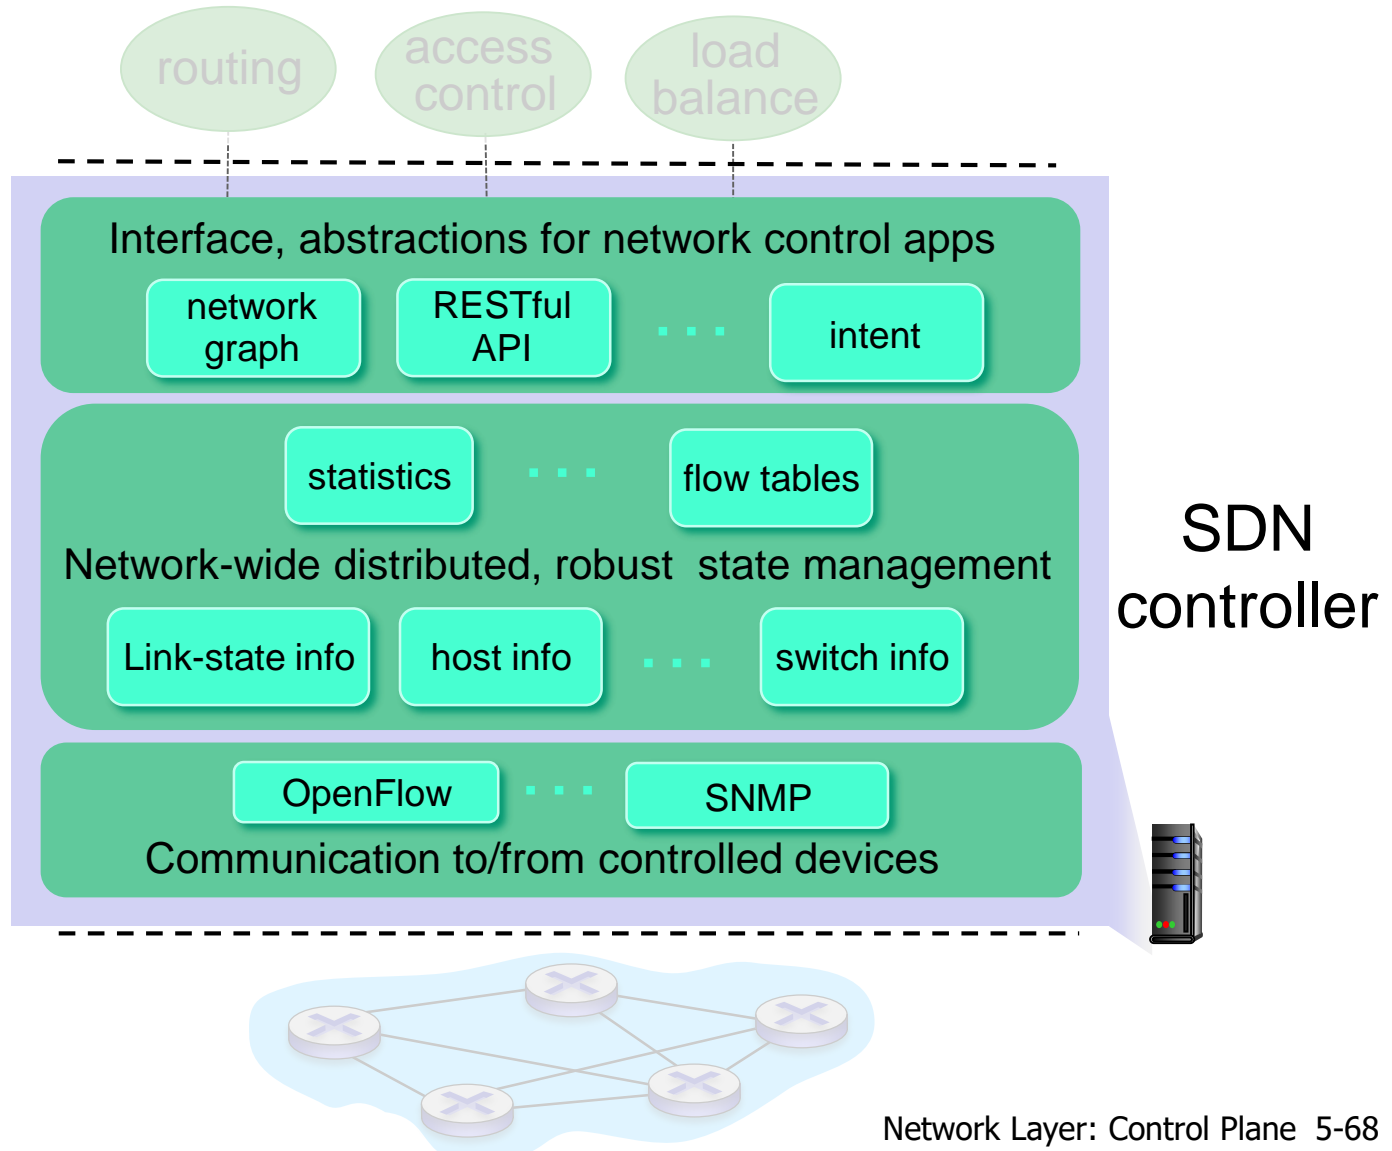 routing
access
control
load
balance
Interface, abstractions for network control apps
network
graph
RESTful
API
. . .
intent
statistics
. . .
flow tables
Network-wide distributed, robust  state management
Link-state info
host info
. . .
switch info
SDN
controller
OpenFlow
. . .
SNMP
Communication to/from controlled devices
Network Layer: Control Plane  5-68